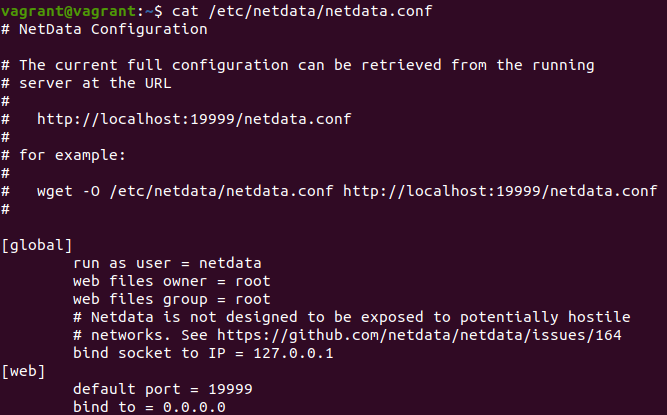 vagrant@vagrant:~$ cat /etc/netdata/netdata.conf
# NetData Configuration

# The current full configuration can be retrieved from the running
# server at the URL
#
#   http://localhost:19999/netdata.conf
#
# for example:
#
#   wget -O /etc/netdata/netdata.conf http://localhost:19999/netdata.conf
#

[global]
        run as user = netdata
        web files owner = root
        web files group = root
        # Netdata is not designed to be exposed to potentially hostile
        # networks. See https://github.com/netdata/netdata/issues/164
        bind socket to IP = 127.0.0.1
[web]
        default port = 19999
        bind to = 0.0.0.0